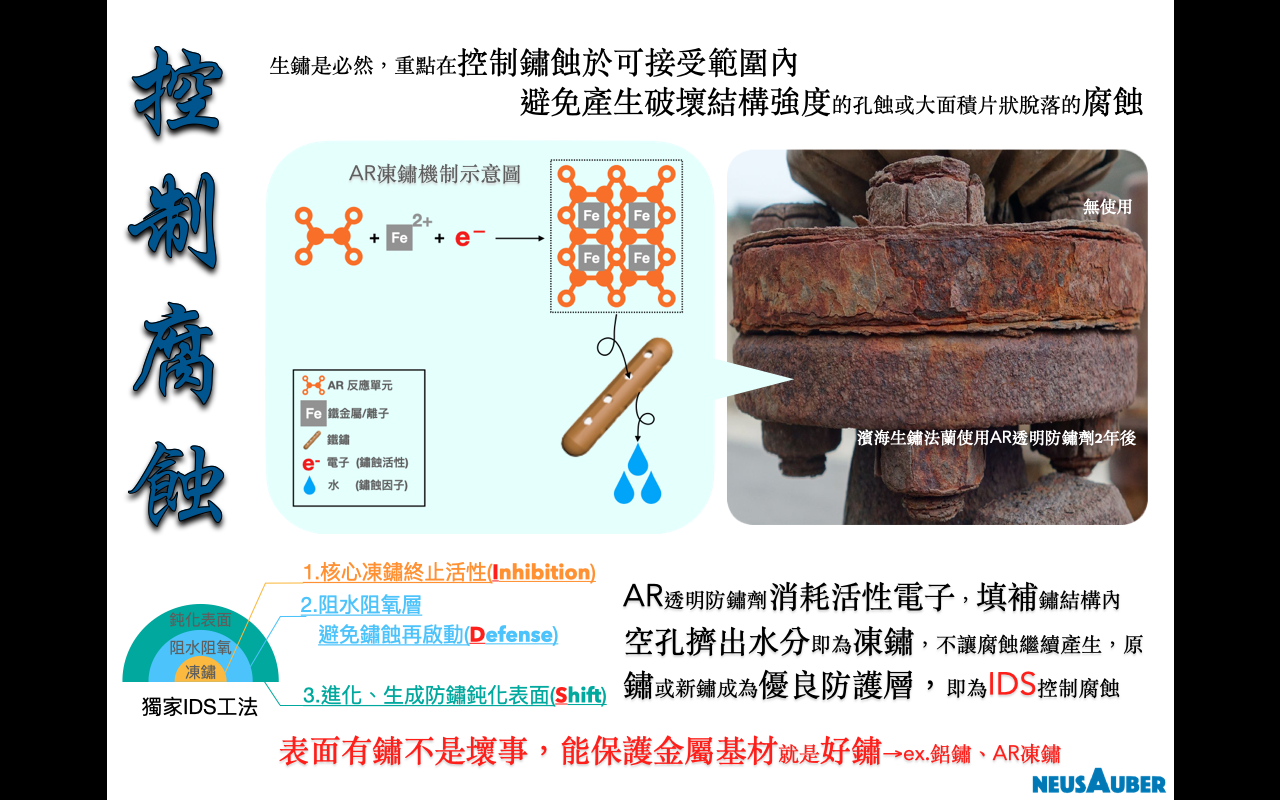 控制腐蝕
生鏽是必然，重點在控制鏽蝕於可接受範圍內
避免產生破壞結構強度的孔蝕或大面積片狀脫落的腐蝕
AR凍鏽機制示意圖
+ Fe 2+ + e−
Fe Fe
Fe Fe
AR 反應單元
Fe 鐵金屬/離子
鐵鏽
e− 電子 (鏽蝕活性)
水 (鏽蝕因子)
無使用
濱海生鏽法蘭使用AR透明防鏽劑2年後
鈍化表面
阻水阻氧
凍鏽
獨家IDS工法
1.核心凍鏽終止活性(Inhibition)
2.阻水阻氧層
避免鏽蝕再啟動(Defense)
3.進化、生成防鏽鈍化表面(Shift)
AR透明防鏽劑消耗活性電子，填補鏽結構內
空孔擠出水分即為凍鏽，不讓腐蝕繼續產生，原
鏽或新鏽成為優良防護層，即為IDS控制腐蝕
表面有鏽不是壞事，能保護金屬基材就是好鏽→ex.鋁鏽、AR凍鏽
NEUSAUBER